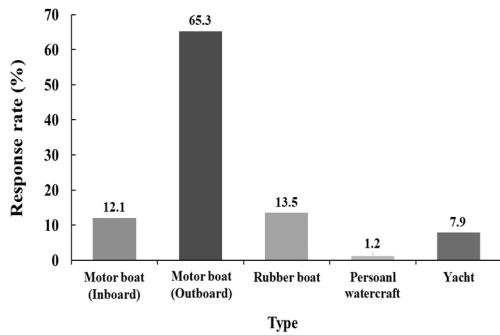 Response rate (%)
70
60
50
40
30
20
10
0
12.1
65.3
13.5
1.2
7.9
Motor boat
(Inboard)
Motor boat
(Outboard)
Rubber boat
Persoanl
watercraft
Yacht
Type